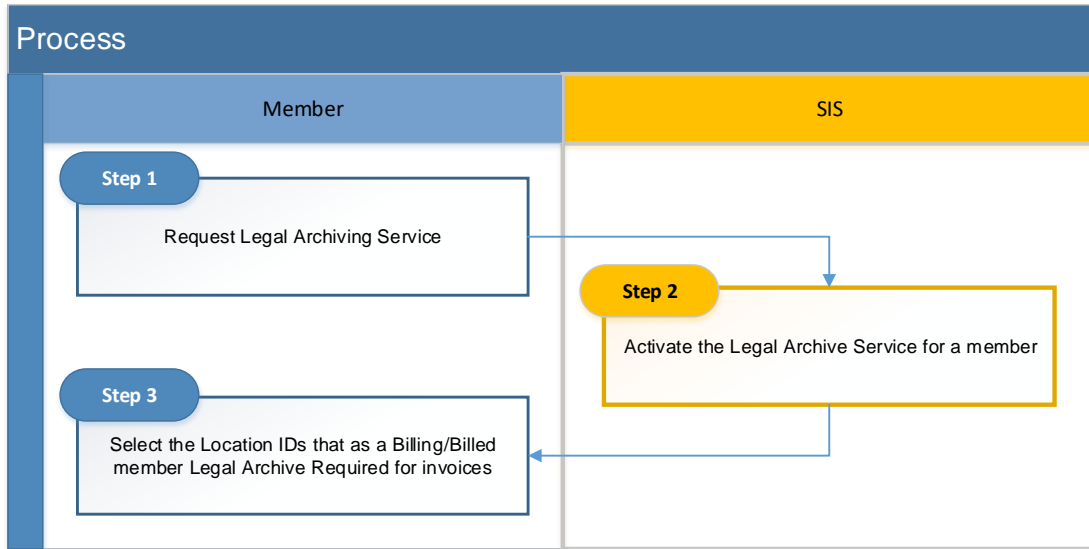 Process
Member
SIS
Step 1
Request Legal Archiving Service
Step 2
Activate the Legal Archive Service for a member
Step 3
Select the Location IDs that as a Billing/Billed
member Legal Archive Required for invoices